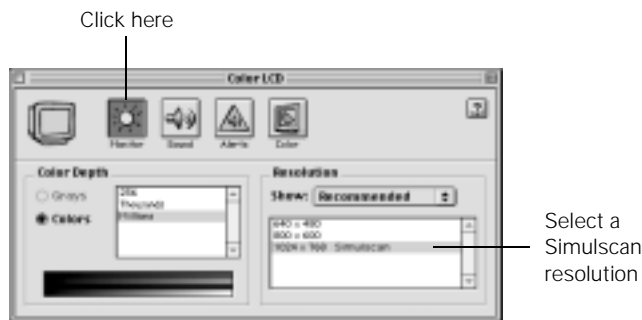 Click here
Color LCD
Monitor
Sound
Alerts
Color
Color Depth
Grays
Colors
256
Thousands
Millions
Resolution
Show: Recommended
640 x 480
800 x 600
1024 x 768 Simulscan
Select a
Simulscan
resolution